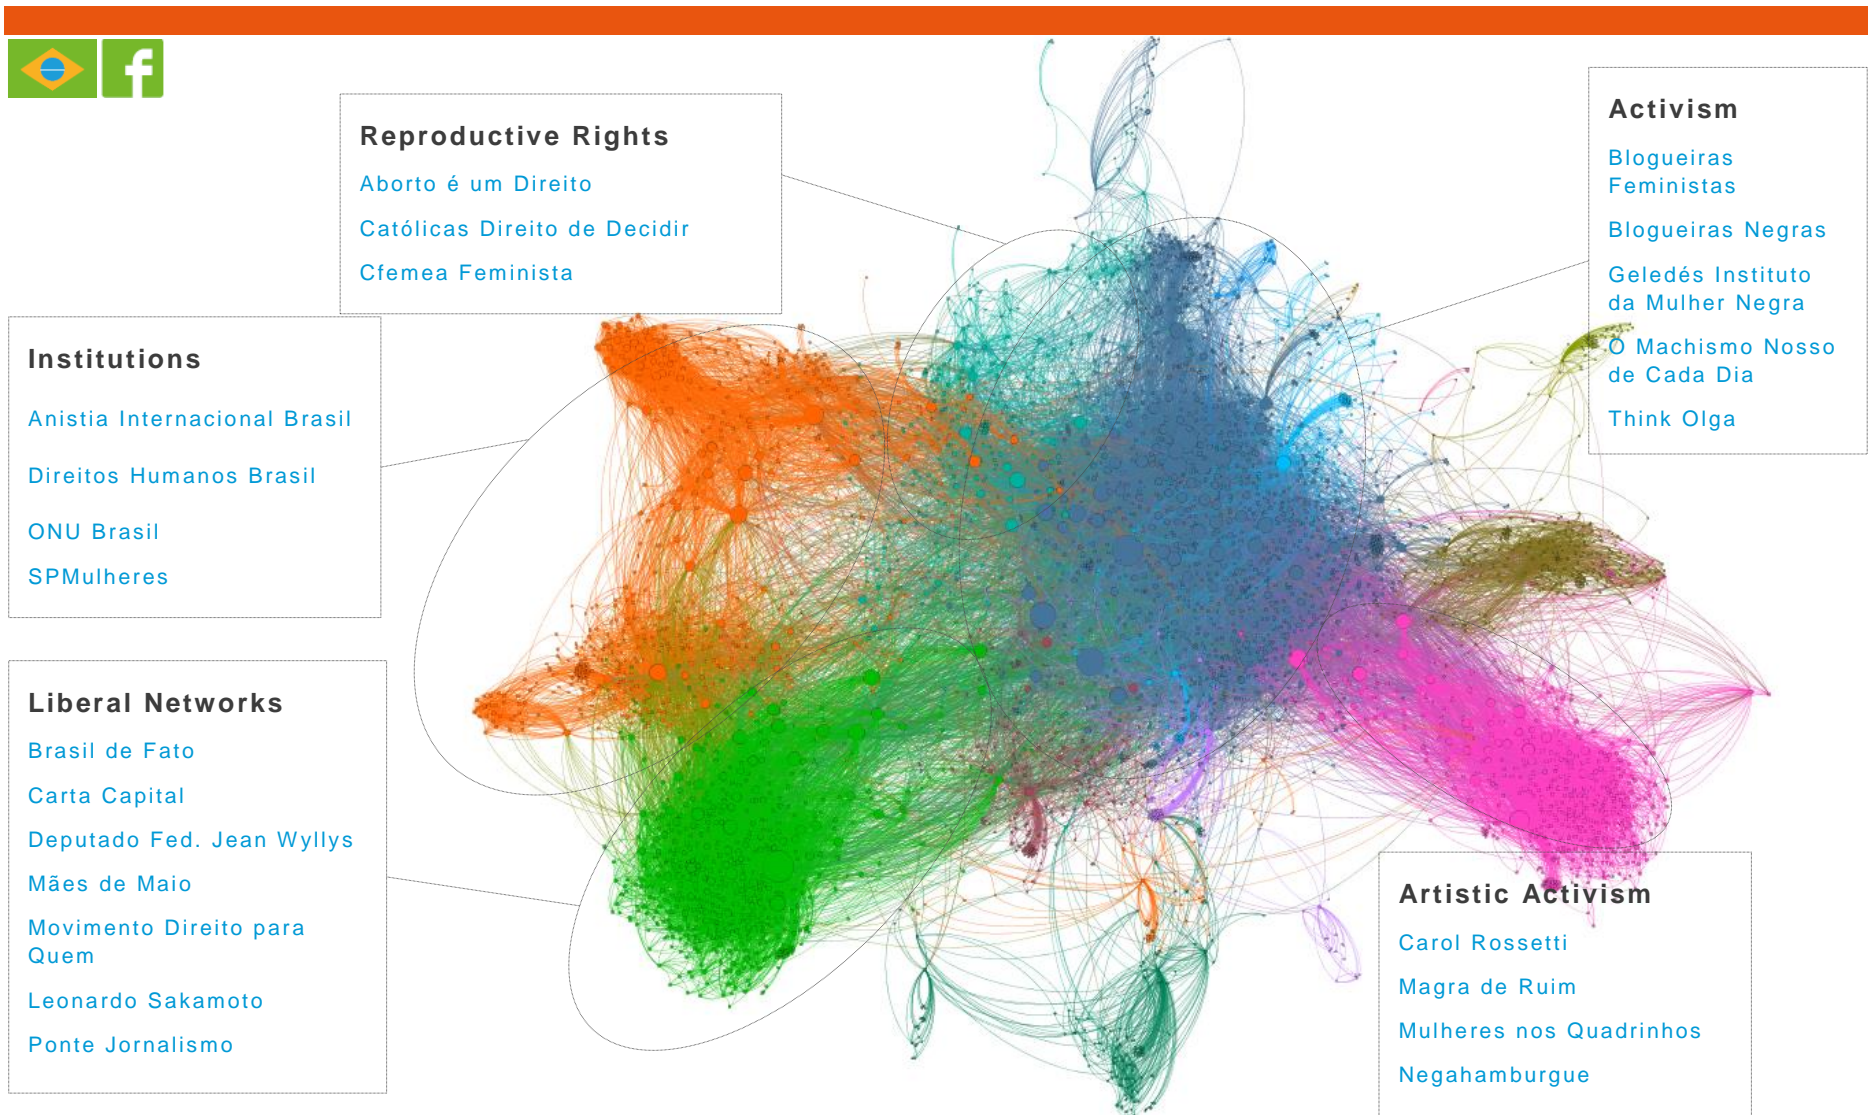 f
Reproductive Rights
Aborto é um Direito
Católicas Direito de Decidir
Cfemea Feminista
Activism
Blogueiras
Feministas
Blogueiras Negras
Geledés Instituto
da Mulher Negra
O Machismo Nosso
de Cada Dia
Think Olga
Institutions
Anistia Internacional Brasil
Direitos Humanos Brasil
ONU Brasil
SPMulheres
Liberal Networks
Brasil de Fato
Carta Capital
Deputado Fed. Jean Wyllys
Mães de Maio
Movimento Direito para
Quem
Leonardo Sakamoto
Ponte Jornalismo
Artistic Activism
Carol Rossetti
Magra de Ruim
Mulheres nos Quadrinhos
Negahamburgue